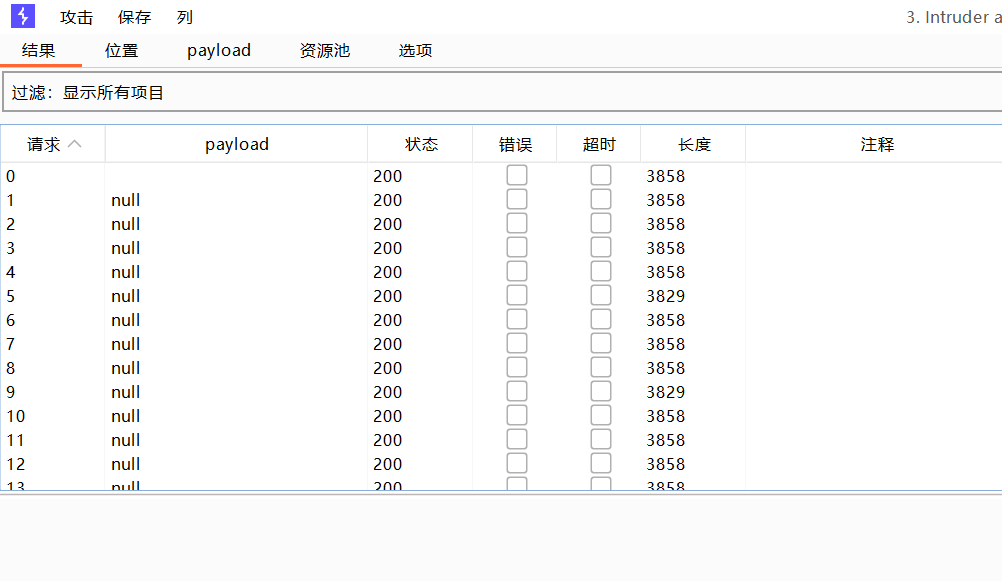 攻击 保存 列 3. Intruder a
结果 位置 payload 资源池 选项
过滤：显示所有项目
请求 payload 状态 错误 超时 长度 注释
0 200 3858
1 null 200 3858
2 null 200 3858
3 null 200 3858
4 null 200 3858
5 null 200 3829
6 null 200 3858
7 null 200 3858
8 null 200 3858
9 null 200 3829
10 null 200 3858
11 null 200 3858
12 null 200 3858
13 null 200 3858